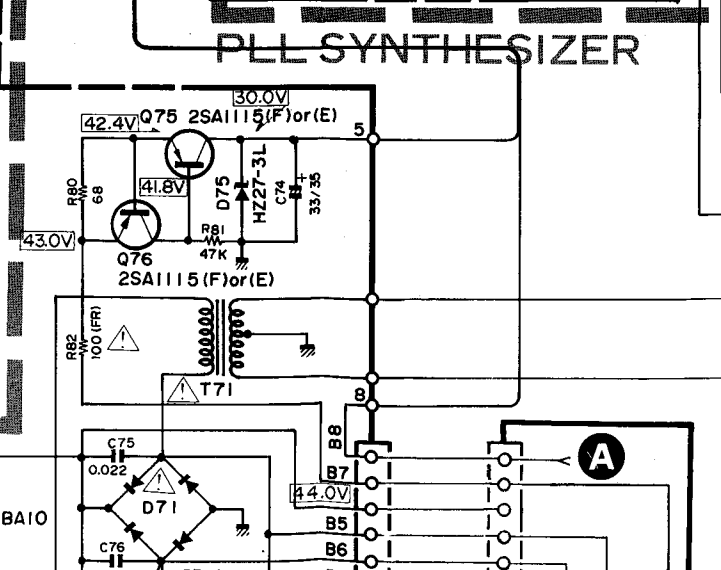 PLL SYNTHESIZER
30.0V
42.4V
Q75 2SA1115(F)or(E)
5
R80
68
41.8V
D75
HZ27-3L
C74
+
33/35
43.0V
R81
47K
Q76
2SA1115(F)or(E)
R82
100 (FR)
!
!
T71
8
B8
C75
0.022
!
D71
B7
44.0V
A
BA10
B5
C76
B6